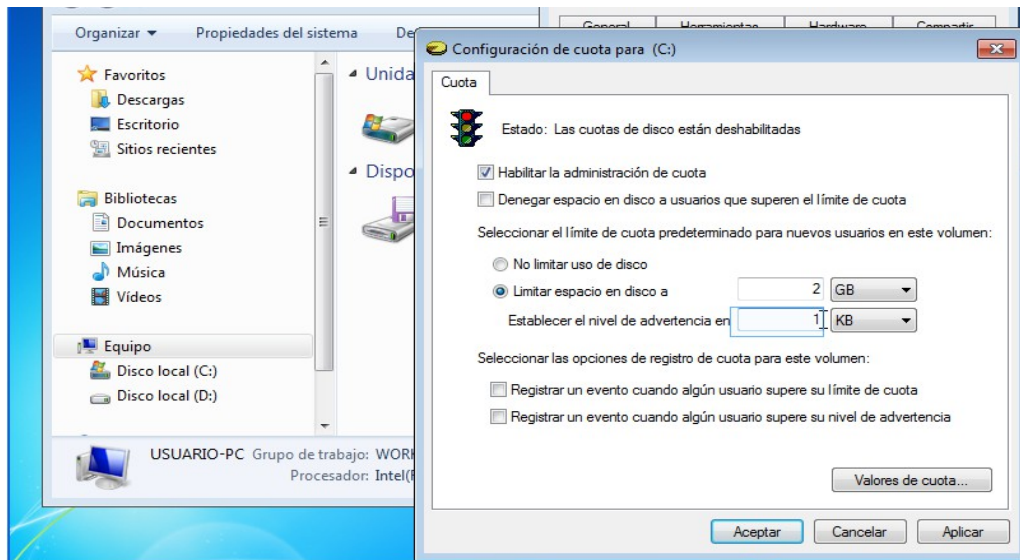 Organizar Propiedades del sistema De
General Herramientas Hardware Compartir
Favoritos
Descargas
Escritorio
Sitios recientes
Bibliotecas
Documentos
Imágenes
Música
Vídeos
Equipo
Disco local (C:)
Disco local (D:)
Unida
Dispo
USUARIO-PC Grupo de trabajo: WORK
Procesador: Intel(R
Configuración de cuota para (C:)
Cuota
Estado: Las cuotas de disco están deshabilitadas
Habilitar la administración de cuota
Denegar espacio en disco a usuarios que superen el límite de cuota
Seleccionar el límite de cuota predeterminado para nuevos usuarios en este volumen:
No limitar uso de disco
Limitar espacio en disco a 2 GB
Establecer el nivel de advertencia en 1 KB
Seleccionar las opciones de registro de cuota para este volumen:
Registrar un evento cuando algún usuario supere su límite de cuota
Registrar un evento cuando algún usuario supere su nivel de advertencia
Valores de cuota...
Aceptar Cancelar Aplicar